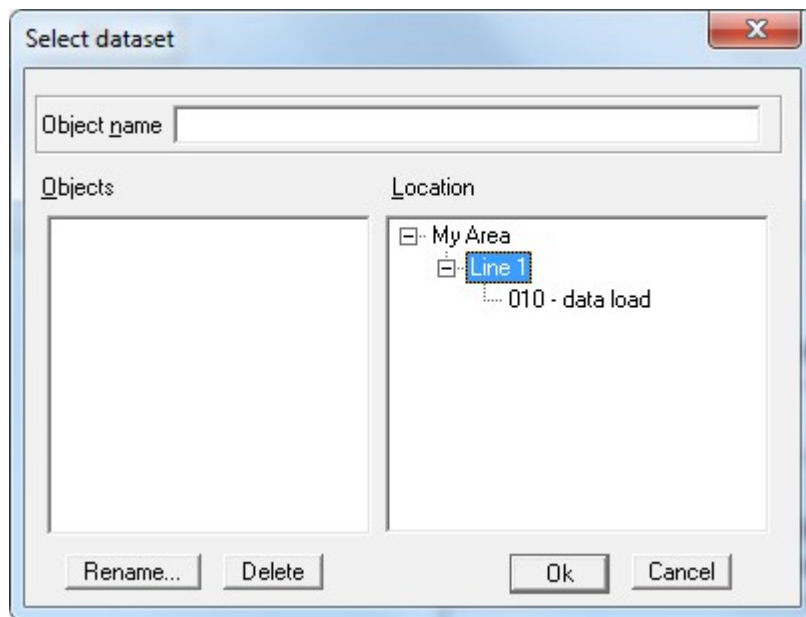 Select dataset
Object name
Objects
Location
My Area
Line 1
010 - data load
Rename...
Delete
Ok
Cancel